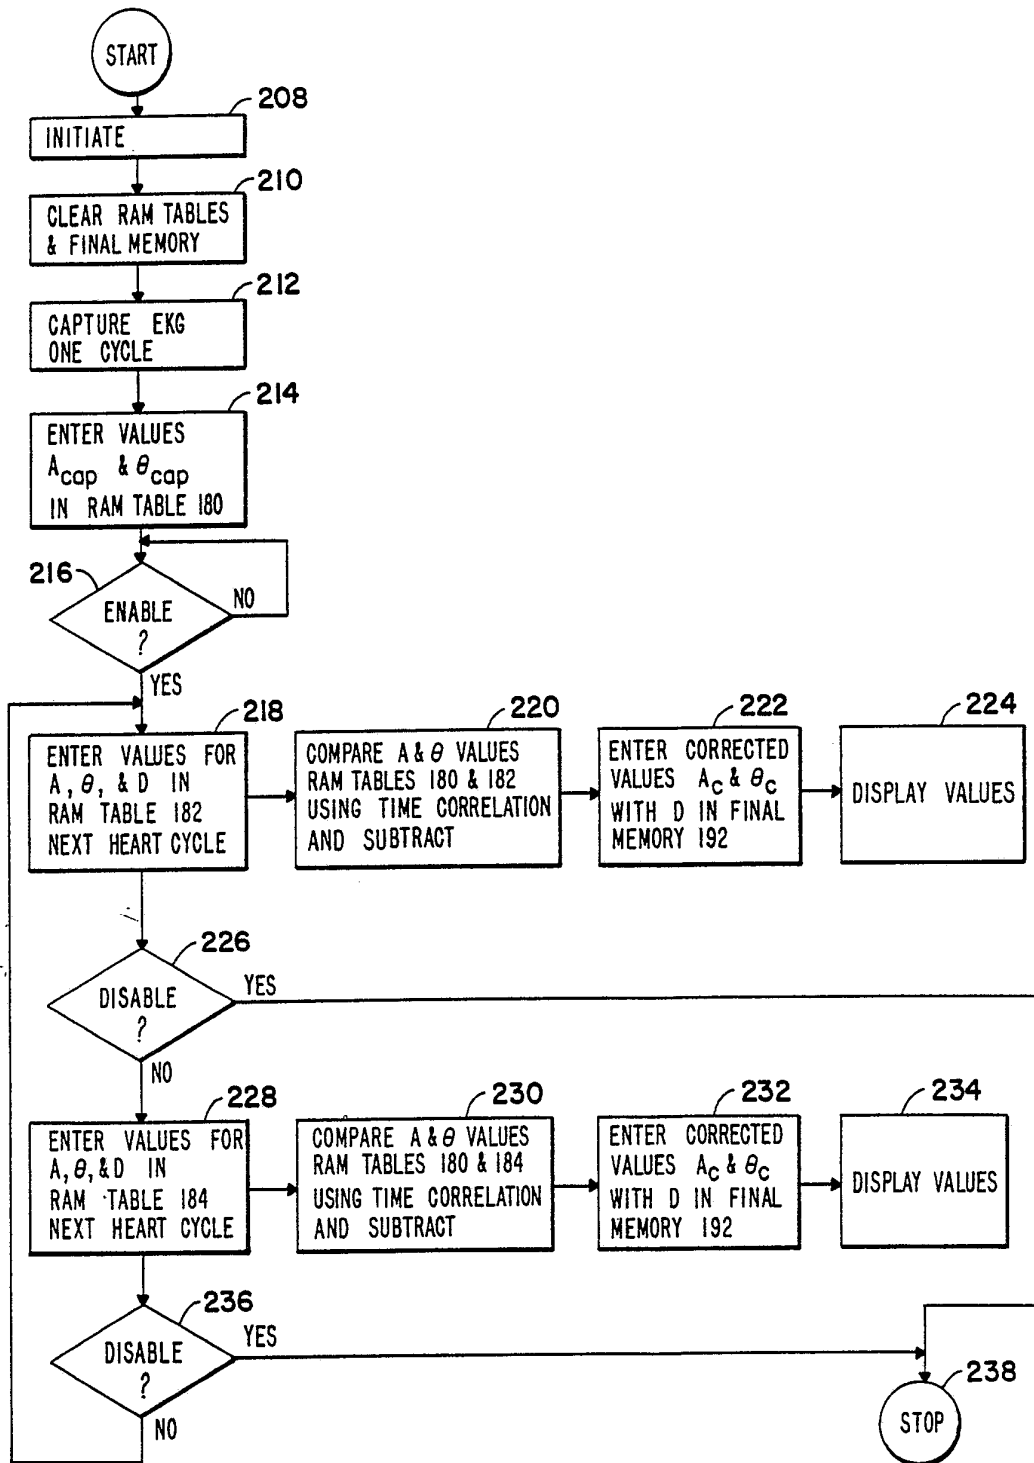 START
208
INITIATE
210
CLEAR RAM TABLES
& FINAL MEMORY
212
CAPTURE EKG
ONE CYCLE
214
ENTER VALUES
Acap & θcap
IN RAM TABLE 180
216
ENABLE
?
NO
YES
218
ENTER VALUES FOR
A, θ, & D IN
RAM TABLE 182
NEXT HEART CYCLE
220
COMPARE A & θ VALUES
RAM TABLES 180 & 182
USING TIME CORRELATION
AND SUBTRACT
222
ENTER CORRECTED
VALUES Ac & θc
WITH D IN FINAL
MEMORY 192
224
DISPLAY VALUES
226
DISABLE
?
YES
NO
228
ENTER VALUES FOR
A, θ, & D IN
RAM TABLE 184
NEXT HEART CYCLE
230
COMPARE A & θ VALUES
RAM TABLES 180 & 184
USING TIME CORRELATION
AND SUBTRACT
232
ENTER CORRECTED
VALUES Ac & θc
WITH D IN FINAL
MEMORY 192
234
DISPLAY VALUES
236
DISABLE
?
YES
NO
238
STOP